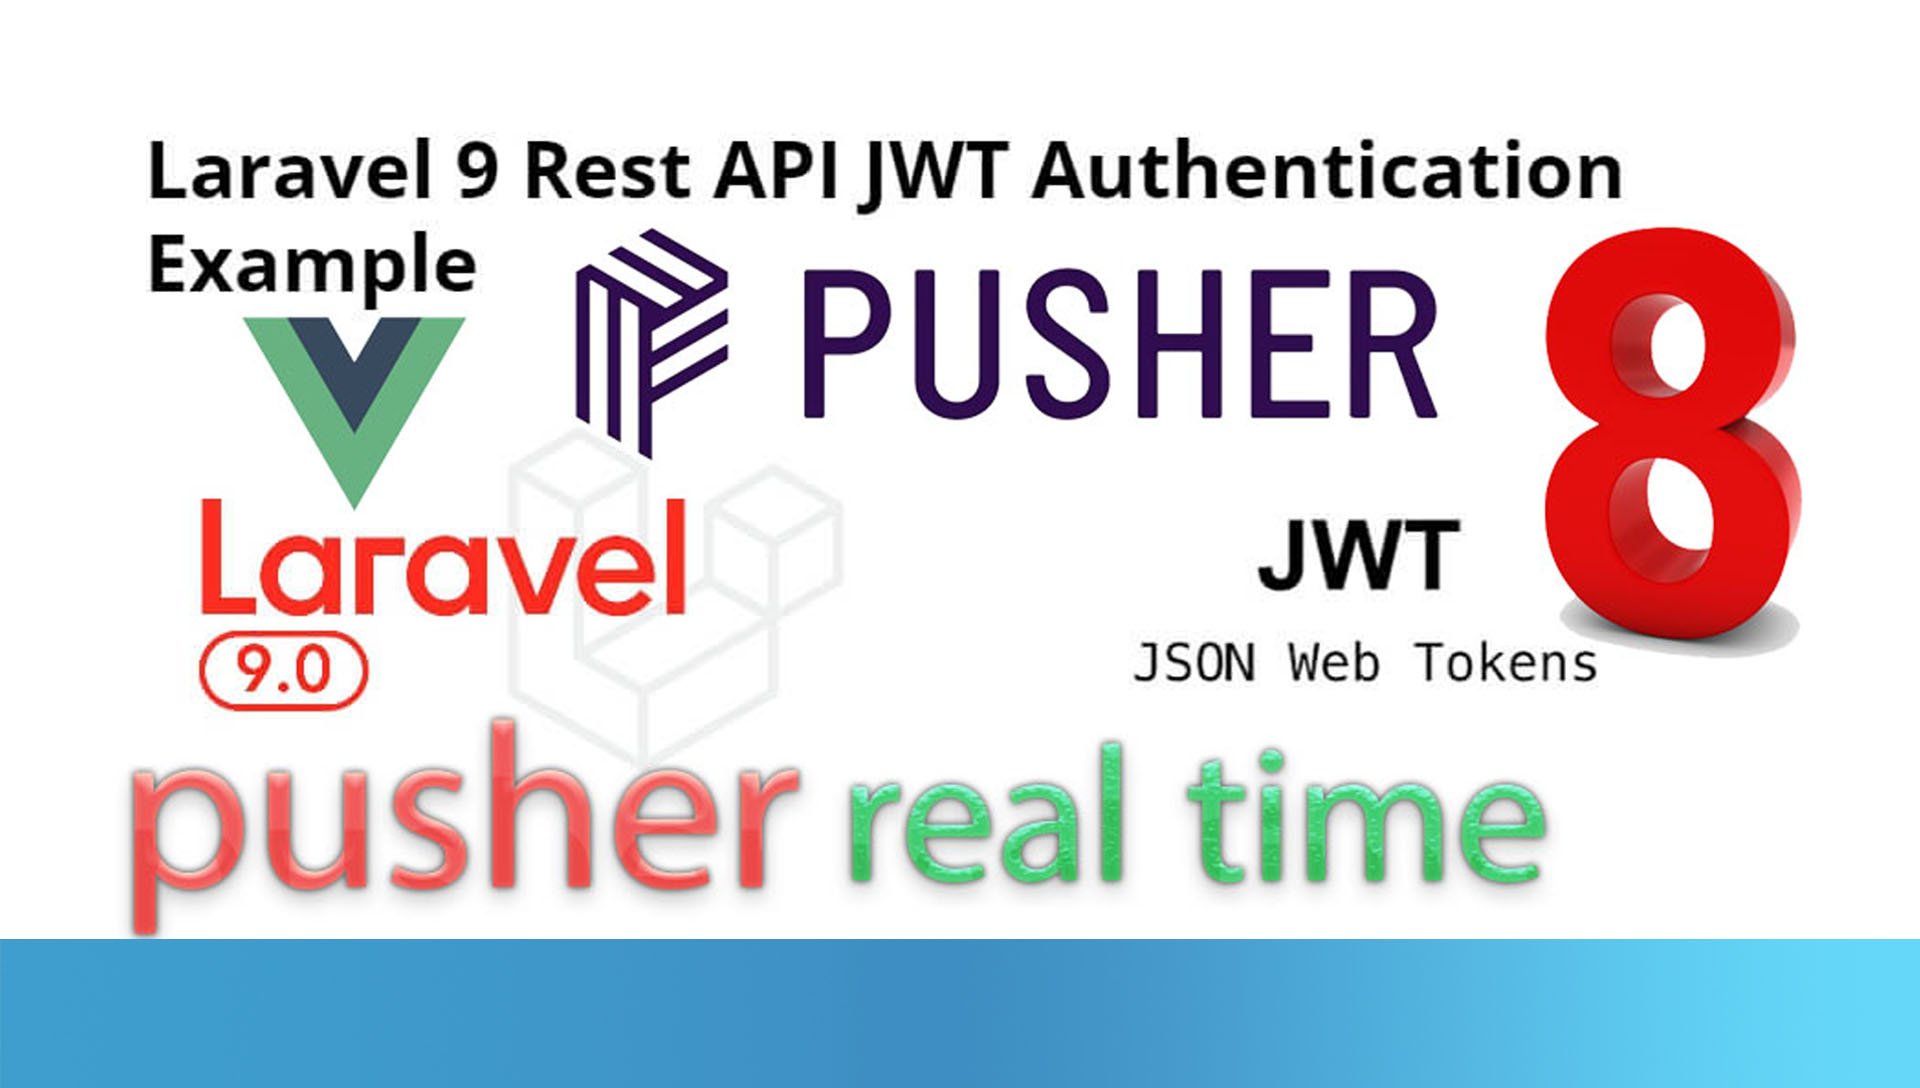 Laravel 9 Rest API JWT Authentication
Example
PUSHER
8
Laravel
9.0
JWT
JSON Web Tokens
pusher real time